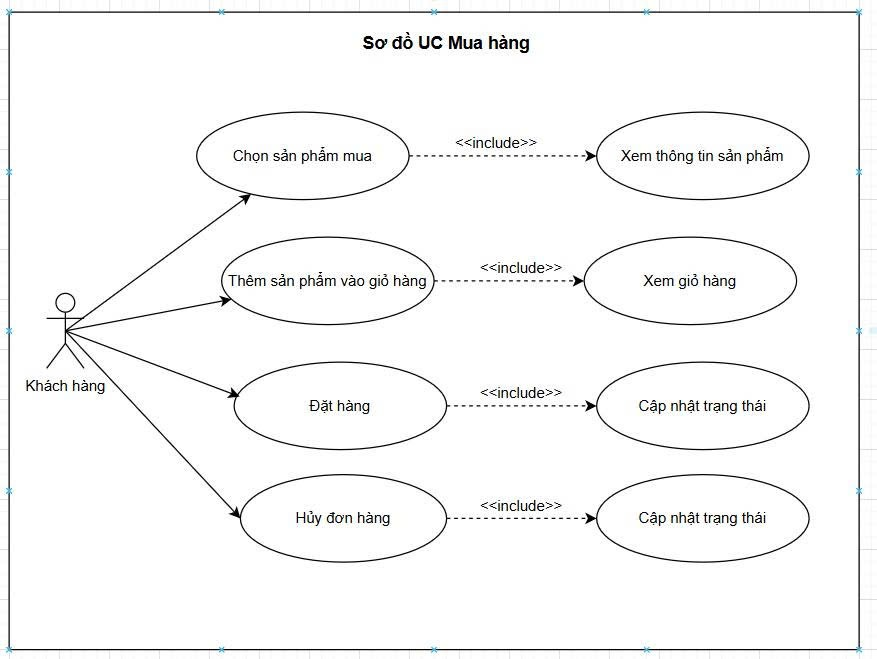 Sơ đồ UC Mua hàng
Chọn sản phẩm mua
<<include>>
Xem thông tin sản phẩm
Thêm sản phẩm vào giỏ hàng
<<include>>
Xem giỏ hàng
Khách hàng
Đặt hàng
<<include>>
Cập nhật trạng thái
Hủy đơn hàng
<<include>>
Cập nhật trạng thái